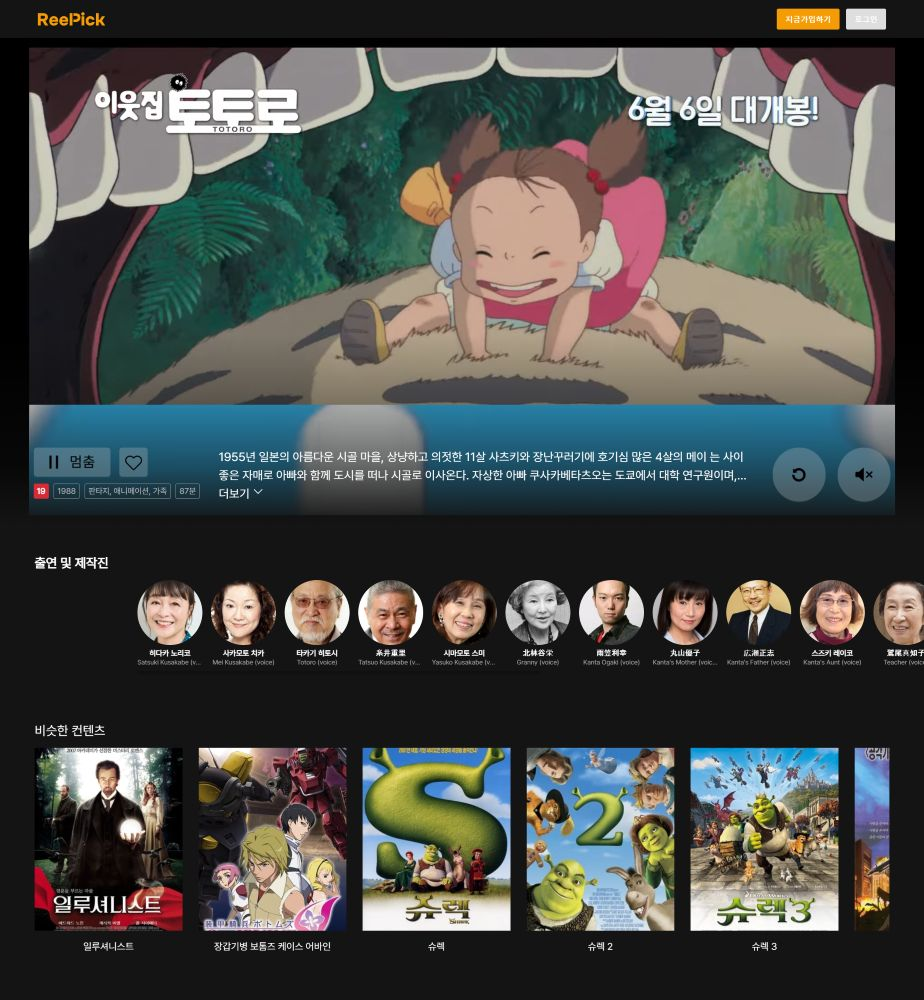 ReelPick
지금가입하기
로그인
이웃집 토토로
TOTORO
6월 6일 대개봉!
멈춤
19
1988
판타지, 애니메이션, 가족
87분
1955년 일본의 아름다운 시골 마을, 상냥하고 의젓한 11살 사츠키와 장난꾸러기에 호기심 많은 4살의 메이 는 사이
좋은 자매로 아빠와 함께 도시를 떠나 시골로 이사온다. 자상한 아빠 쿠사카베타츠오는 도쿄에서 대학 연구원이며,...
더보기
출연 및 제작진
히다카 노리코
Satsuki Kusakabe (v...
사카모토 치카
Mei Kusakabe (voice)
타카기 히토시
Totoro (voice)
糸井重里
Tatsuo Kusakabe (v...
시마모토 스미
Yasuko Kusakabe (v...
北林谷栄
Granny (voice)
雨笠利幸
Kanta Ogaki (voice)
丸山優子
Kanta's Mother (voic...
広瀬正志
Kanta's Father (voice)
스즈키 레이코
Kanta's Aunt (voice)
鷲尾真知子
Teacher (voice
비슷한 컨텐츠
일루셔니스트
装甲騎兵ボトムズ
슈렉
2
슈렉3
일루셔니스트
장갑기병 보톰즈 케이스 어바인
슈렉
슈렉 2
슈렉 3